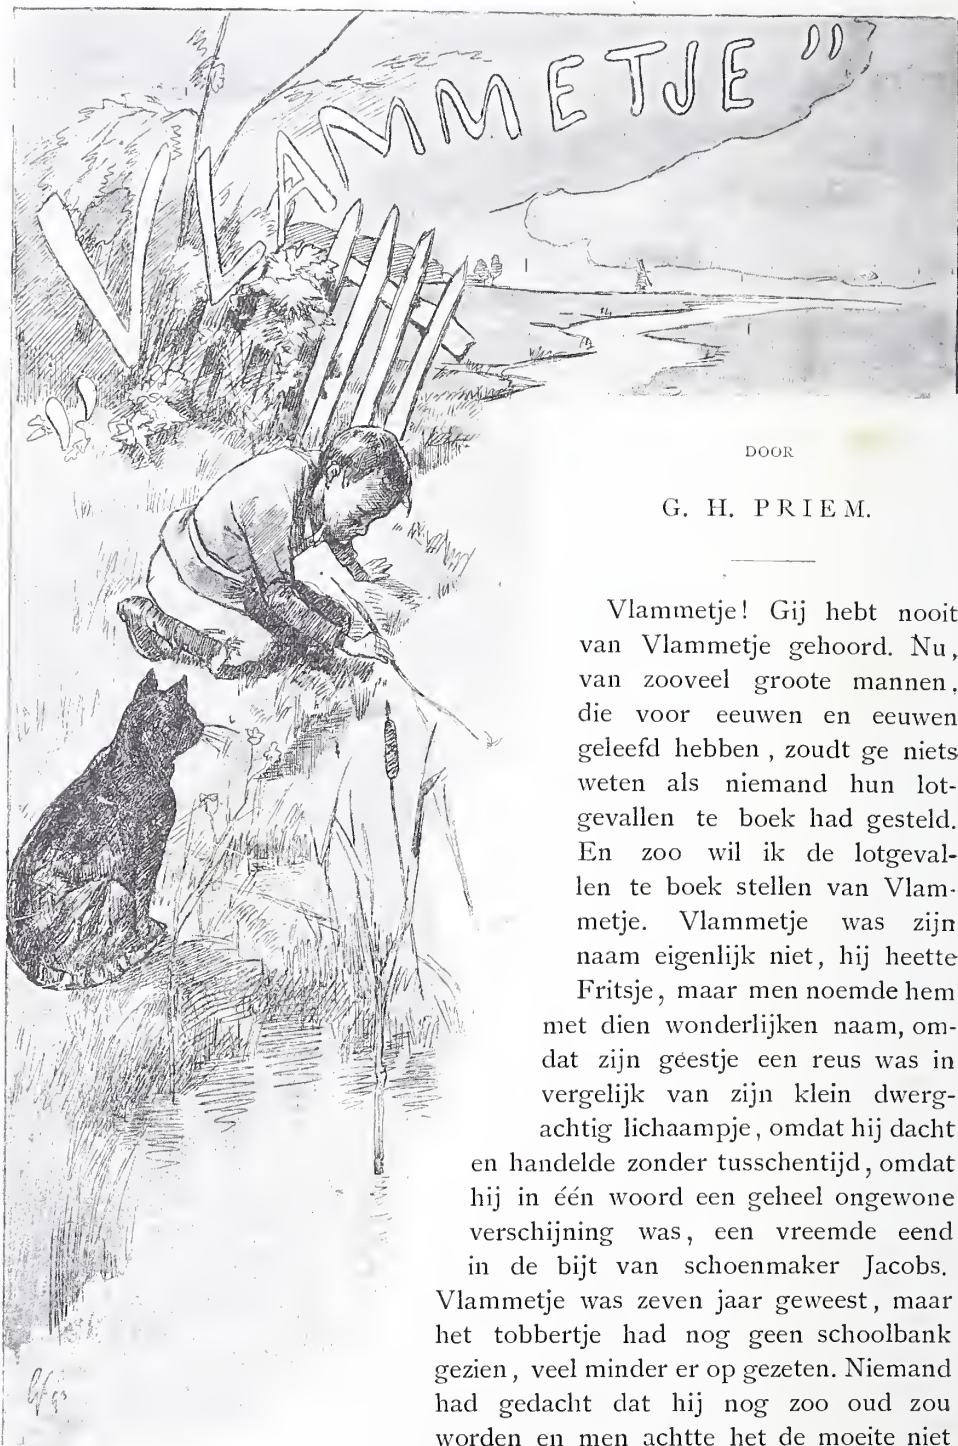 „VLAMMETJE”
DOOR
G. H. PRIEM.
Vlammetje! Gij hebt nooit
van Vlammetje gehoord. Nu,
van zooveel groote mannen,
die voor eeuwen en eeuwen
geleefd hebben, zoudt ge niets
weten als niemand hun lot-
gevallen te boek had gesteld.
En zoo wil ik de lotgeval-
len te boek stellen van Vlam-
metje. Vlammetje was zijn
naam eigenlijk niet, hij heette
Fritsje, maar men noemde hem
met dien wonderlijken naam, om-
dat zijn geestje een reus was in
vergelijk van zijn klein dwerg-
achtig lichaampje, omdat hij dacht
en handelde zonder tusschentijd, omdat
hij in één woord een geheel ongewone
verschijning was, een vreemde eend
in de bijt van schoenmaker Jacobs.
Vlammetje was zeven jaar geweest, maar
het tobbertje had nog geen schoolbank
gezien, veel minder er op gezeten. Niemand
had gedacht dat hij nog zoo oud zou
worden en men achtte het de moeite niet